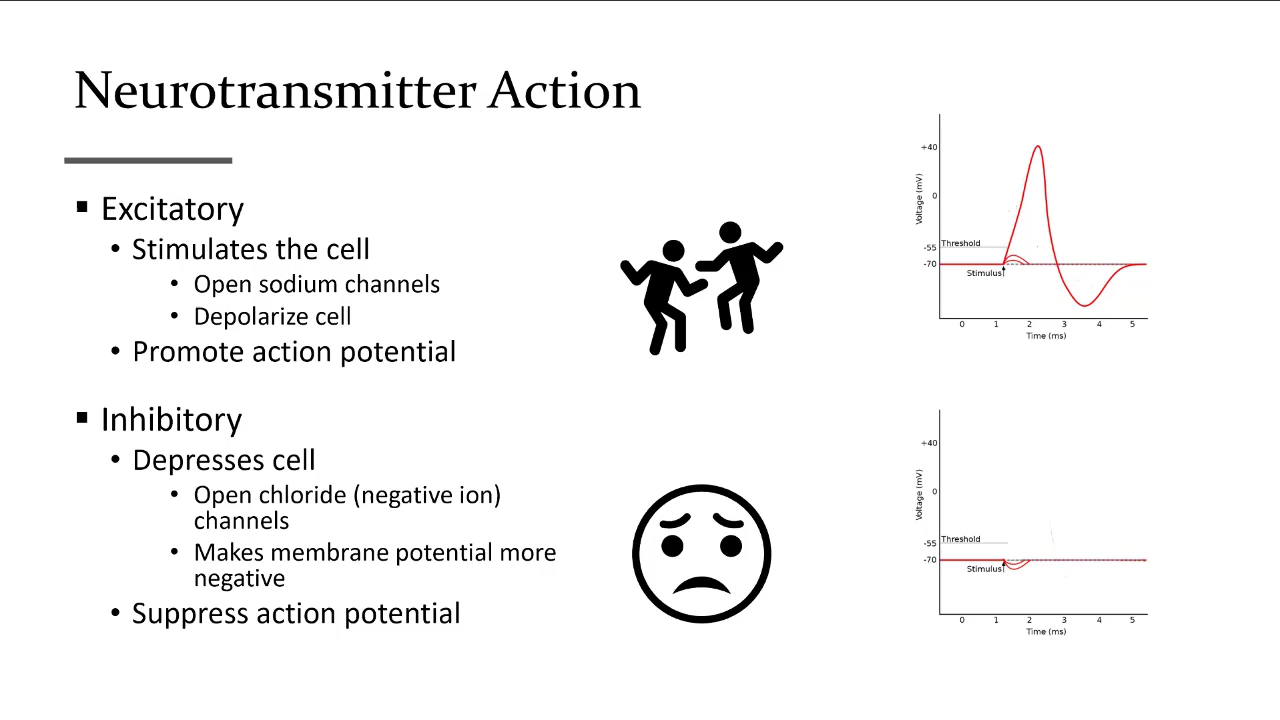 Neurotransmitter Action
▪ Excitatory
• Stimulates the cell
• Open sodium channels
• Depolarize cell
• Promote action potential
▪ Inhibitory
• Depresses cell
• Open chloride (negative ion)
channels
• Makes membrane potential more
negative
• Suppress action potential
+40
0
-55
-70
Voltage (mV)
Threshold
Stimulus
0 1 2 3 4 5
Time (ms)
+40
0
-55
-70
Voltage (mV)
Threshold
Stimulus
0 1 2 3 4 5
Time (ms)